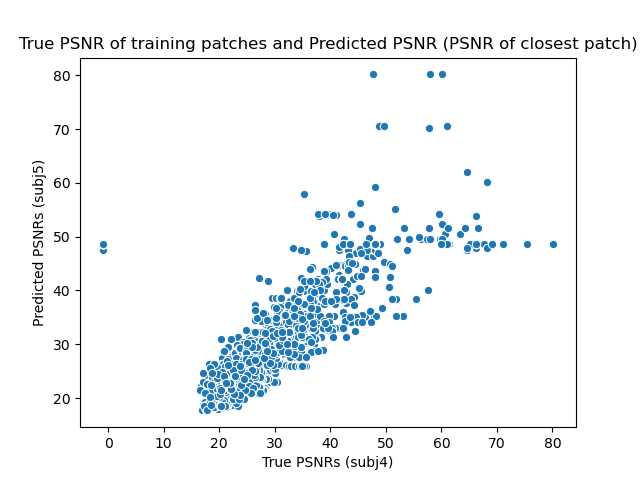 True PSNR of training patches and Predicted PSNR (PSNR of closest patch)
80
70
60
50
40
30
20
Predicted PSNRs (subj5)
0 10 20 30 40 50 60 70 80
True PSNRs (subj4)